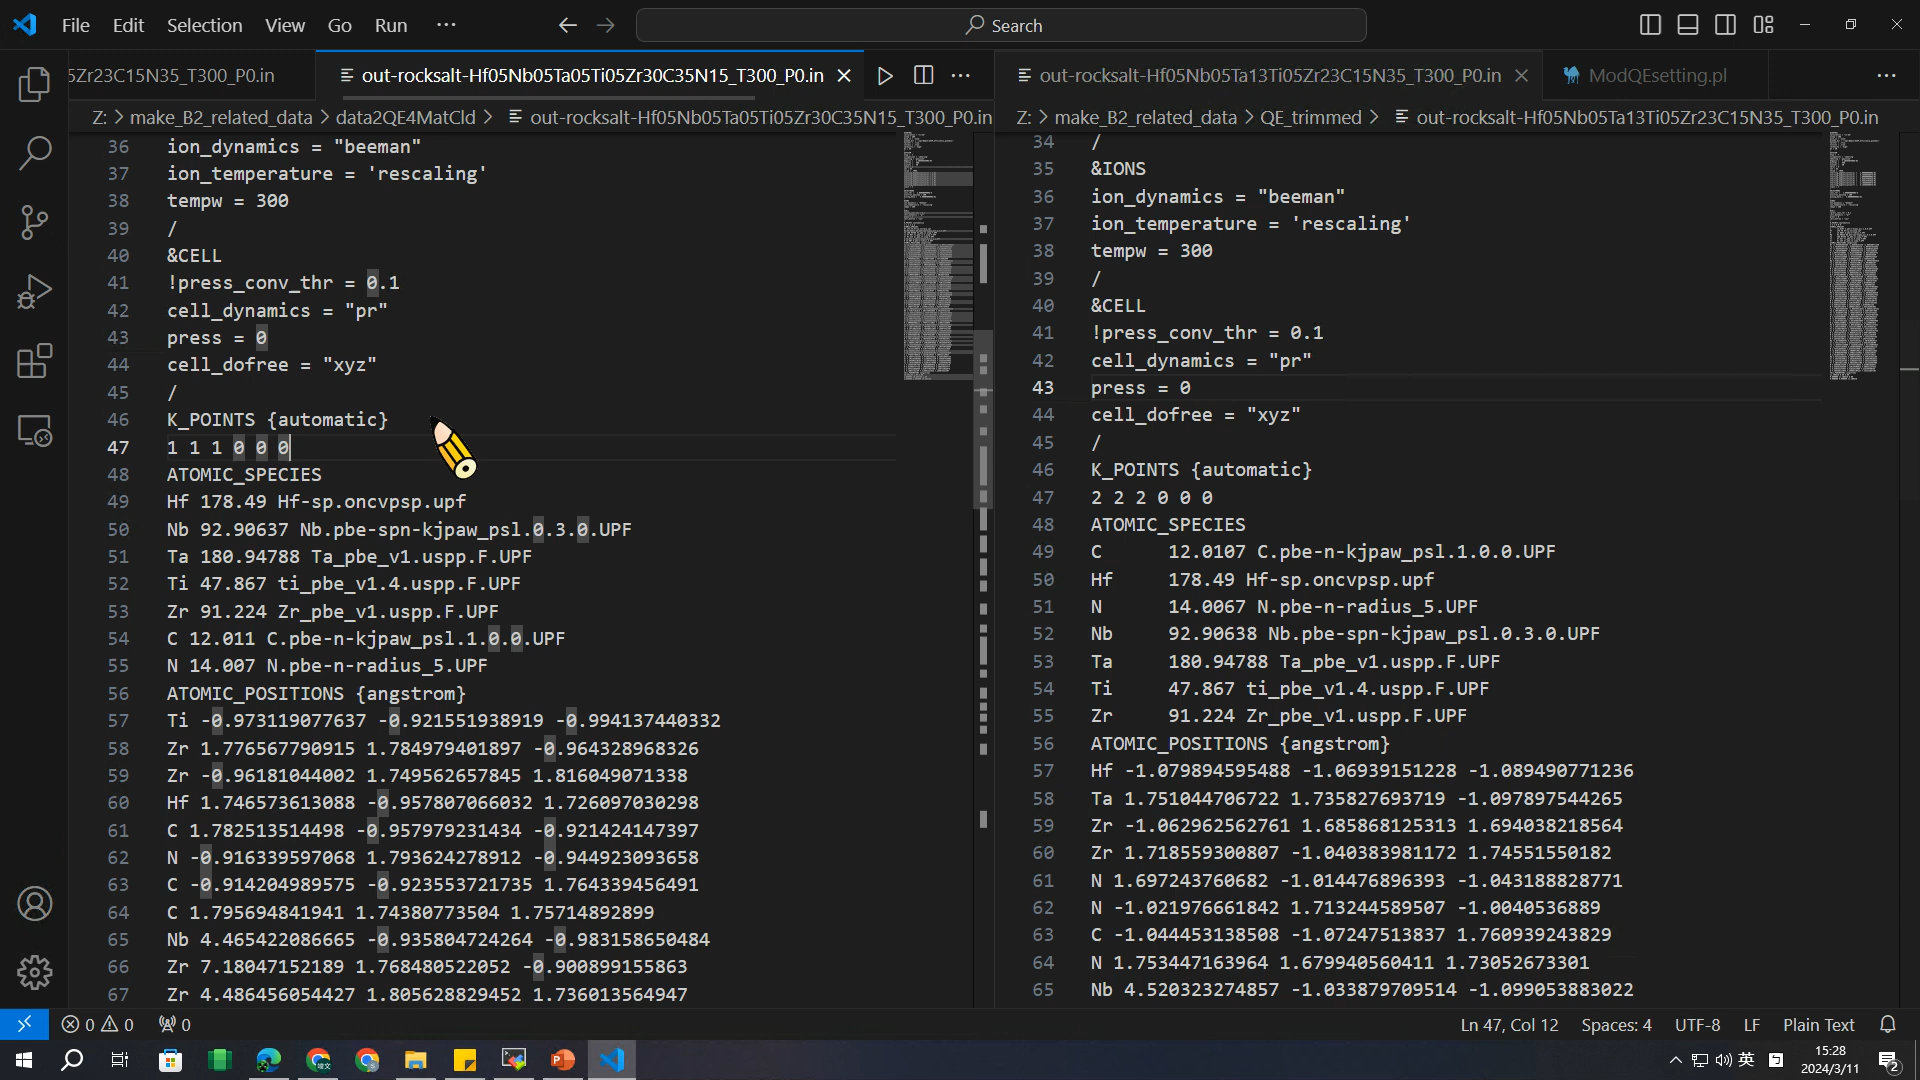 File Edit Selection View Go Run ···
Search
5Zr23C15N35_T300_P0.in
out-rocksalt-Hf05Nb05Ta05Ti05Zr30C35N15_T300_P0.in
out-rocksalt-Hf05Nb05Ta13Ti05Zr23C15N35_T300_P0.in
ModQEsetting.pl
Z: > make_B2_related_data > data2QE4MatCld > out-rocksalt-Hf05Nb05Ta05Ti05Zr30C35N15_T300_P0.in
36 ion_dynamics = "beeman"
37 ion_temperature = 'rescaling'
38 tempw = 300
39 /
40 &CELL
41 !press_conv_thr = 0.1
42 cell_dynamics = "pr"
43 press = 0
44 cell_dofree = "xyz"
45 /
46 K_POINTS {automatic}
47 1 1 1 0 0 0
48 ATOMIC_SPECIES
49 Hf 178.49 Hf-sp.oncvpsp.upf
50 Nb 92.90637 Nb.pbe-spn-kjpaw_psl.0.3.0.UPF
51 Ta 180.94788 Ta_pbe_v1.uspp.F.UPF
52 Ti 47.867 ti_pbe_v1.4.uspp.F.UPF
53 Zr 91.224 Zr_pbe_v1.uspp.F.UPF
54 C 12.011 C.pbe-n-kjpaw_psl.1.0.0.UPF
55 N 14.007 N.pbe-n-radius_5.UPF
56 ATOMIC_POSITIONS {angstrom}
57 Ti -0.973119077637 -0.921551938919 -0.994137440332
58 Zr 1.776567790915 1.784979401897 -0.964328968326
59 Zr -0.96181044002 1.749562657845 1.816049071338
60 Hf 1.746573613088 -0.957807066032 1.726097030298
61 C 1.782513514498 -0.957979231434 -0.921424147397
62 N -0.916339597068 1.793624278912 -0.944923093658
63 C -0.914204989575 -0.923553721735 1.764339456491
64 C 1.795694841941 1.74380773504 1.75714892899
65 Nb 4.465422086665 -0.935804724264 -0.983158650484
66 Zr 7.18047152189 1.768480522052 -0.900899155863
67 Zr 4.486456054427 1.805628829452 1.736013564947
Z: > make_B2_related_data > QE_trimmed > out-rocksalt-Hf05Nb05Ta13Ti05Zr23C15N35_T300_P0.in
34 /
35 &IONS
36 ion_dynamics = "beeman"
37 ion_temperature = 'rescaling'
38 tempw = 300
39 /
40 &CELL
41 !press_conv_thr = 0.1
42 cell_dynamics = "pr"
43 press = 0
44 cell_dofree = "xyz"
45 /
46 K_POINTS {automatic}
47 2 2 2 0 0 0
48 ATOMIC_SPECIES
49 C 12.0107 C.pbe-n-kjpaw_psl.1.0.0.UPF
50 Hf 178.49 Hf-sp.oncvpsp.upf
51 N 14.0067 N.pbe-n-radius_5.UPF
52 Nb 92.90638 Nb.pbe-spn-kjpaw_psl.0.3.0.UPF
53 Ta 180.94788 Ta_pbe_v1.uspp.F.UPF
54 Ti 47.867 ti_pbe_v1.4.uspp.F.UPF
55 Zr 91.224 Zr_pbe_v1.uspp.F.UPF
56 ATOMIC_POSITIONS {angstrom}
57 Hf -1.079894595488 -1.06939151228 -1.089490771236
58 Ta 1.751044706722 1.735827693719 -1.097897544265
59 Zr -1.062962562761 1.685868125313 1.694038218564
60 Zr 1.718559300807 -1.040383981172 1.74551550182
61 N 1.697243760682 -1.014476896393 -1.043188828771
62 N -1.021976661842 1.713244589507 -1.0040536889
63 C -1.044453138508 -1.07247513837 1.760939243829
64 N 1.753447163964 1.679940560411 1.73052673301
65 Nb 4.520323274857 -1.033879709514 -1.099053883022
0 0 0
Ln 47, Col 12 Spaces: 4 UTF-8 LF Plain Text
英
15:28
2024/3/11
2